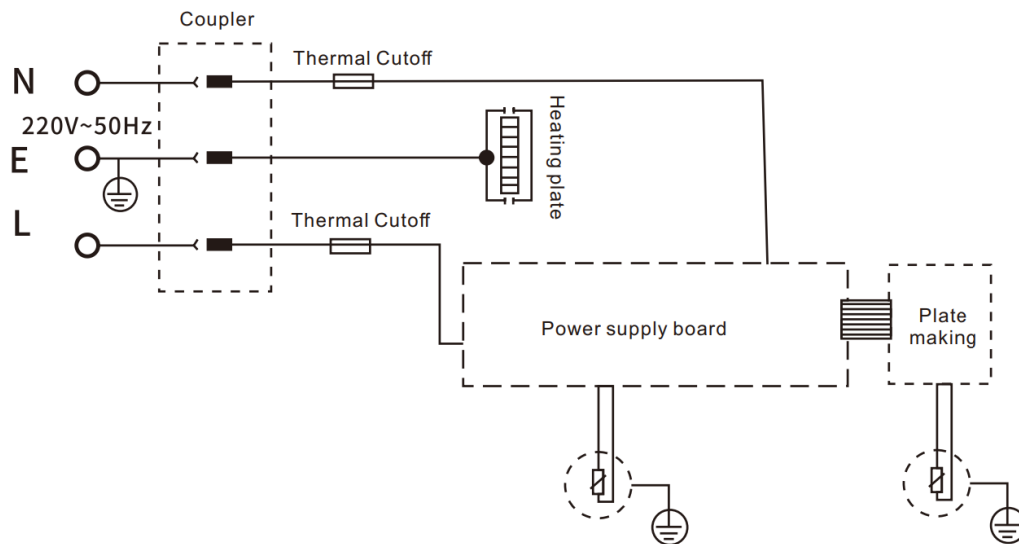 Coupler
Thermal Cutoff
N
220V~50Hz
E
Heating plate
L
Thermal Cutoff
Power supply board
Plate
making